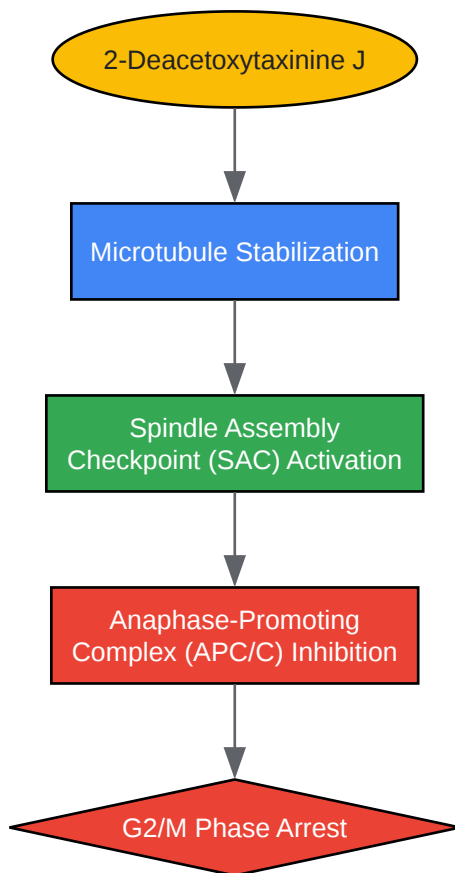 2-Deacetoxytaxinine J
Microtubule Stabilization
Spindle Assembly
Checkpoint (SAC) Activation
Anaphase-Promoting
Complex (APC/C) Inhibition
G2/M Phase Arrest